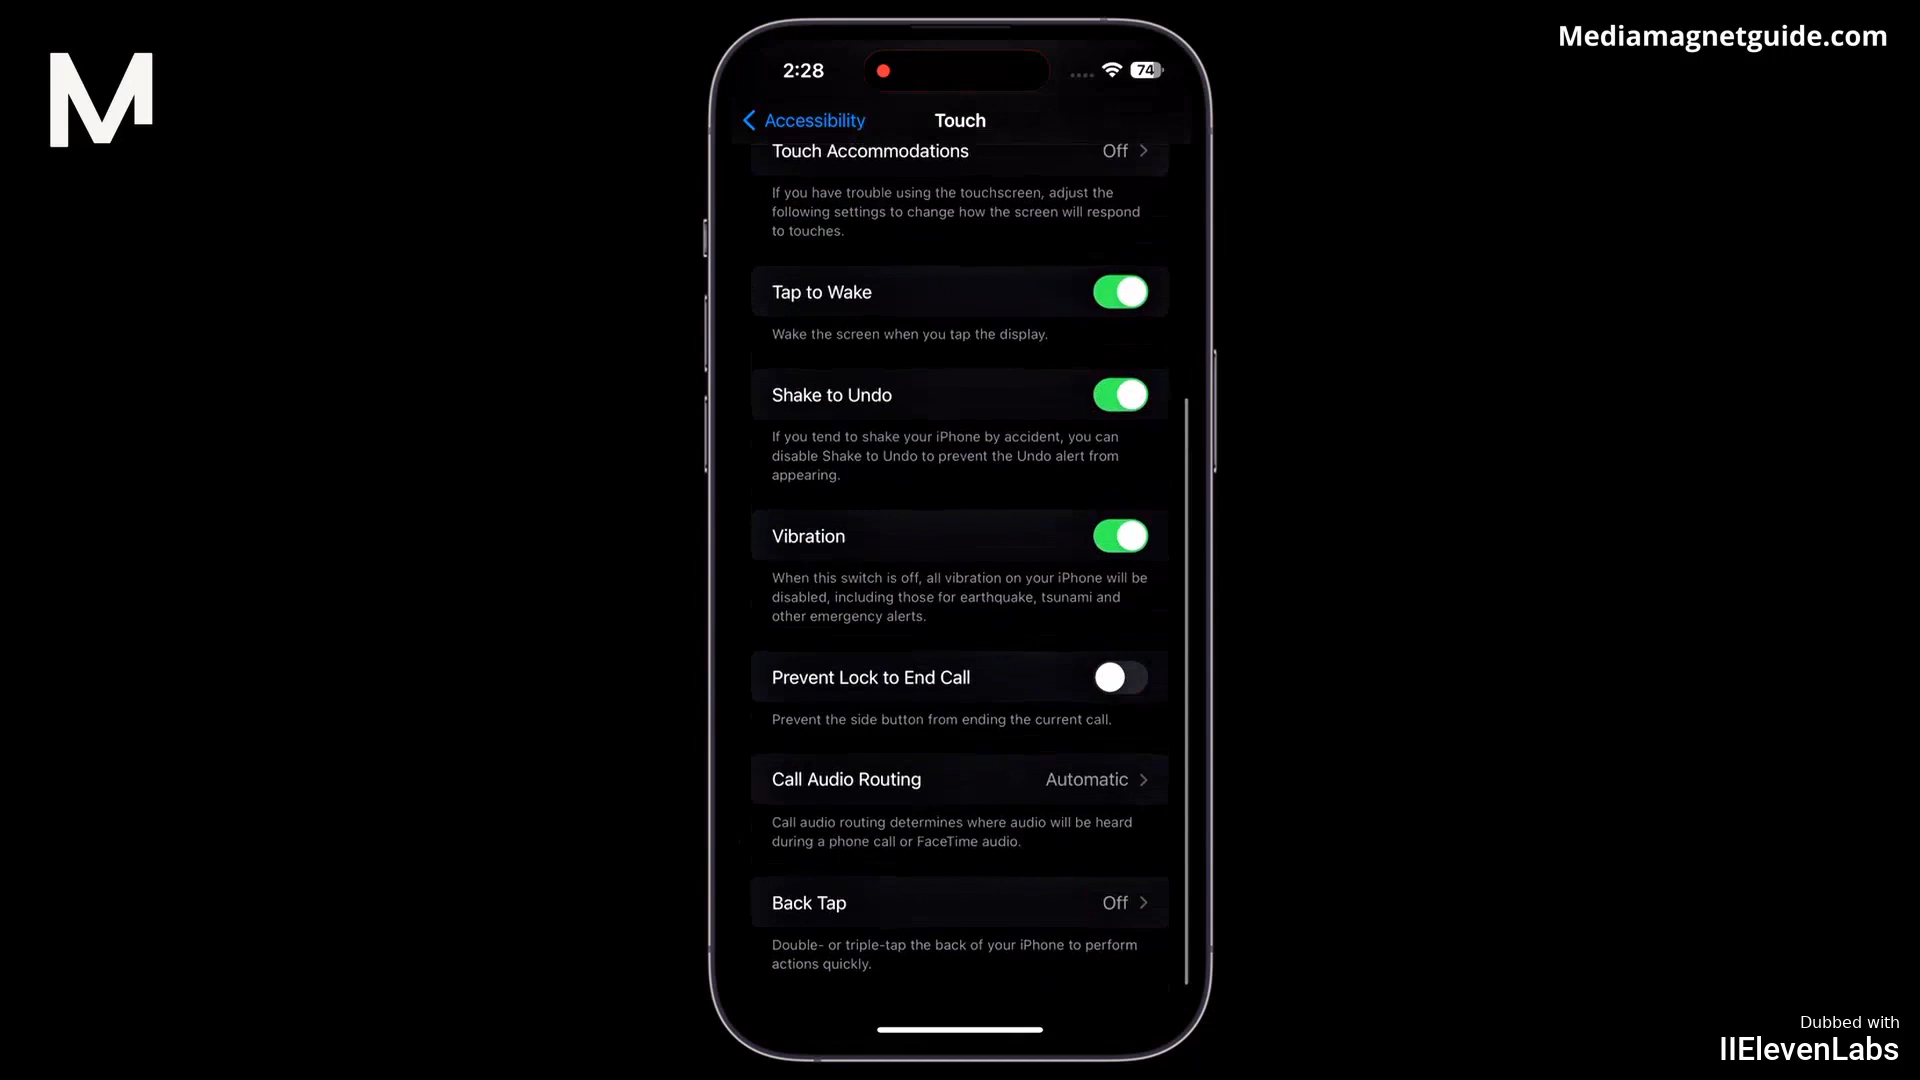 M
Mediamagnetguide.com
2:28
74
Accessibility
Touch
Touch Accommodations Off
If you have trouble using the touchscreen, adjust the
following settings to change how the screen will respond
to touches.
Tap to Wake
Wake the screen when you tap the display.
Shake to Undo
If you tend to shake your iPhone by accident, you can
disable Shake to Undo to prevent the Undo alert from
appearing.
Vibration
When this switch is off, all vibration on your iPhone will be
disabled, including those for earthquake, tsunami and
other emergency alerts.
Prevent Lock to End Call
Prevent the side button from ending the current call.
Call Audio Routing Automatic
Call audio routing determines where audio will be heard
during a phone call or FaceTime audio.
Back Tap Off
Double- or triple-tap the back of your iPhone to perform
actions quickly.
Dubbed with
IIElevenLabs